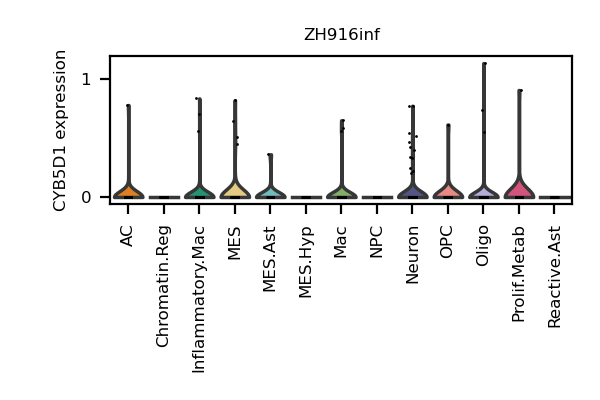 ZH916inf
CYB5D1 expression
1
0
AC
Chromatin.Reg
Inflammatory.Mac
MES
MES.Ast
MES.Hyp
Mac
NPC
Neuron
OPC
Oligo
Prolif.Metab
Reactive.Ast